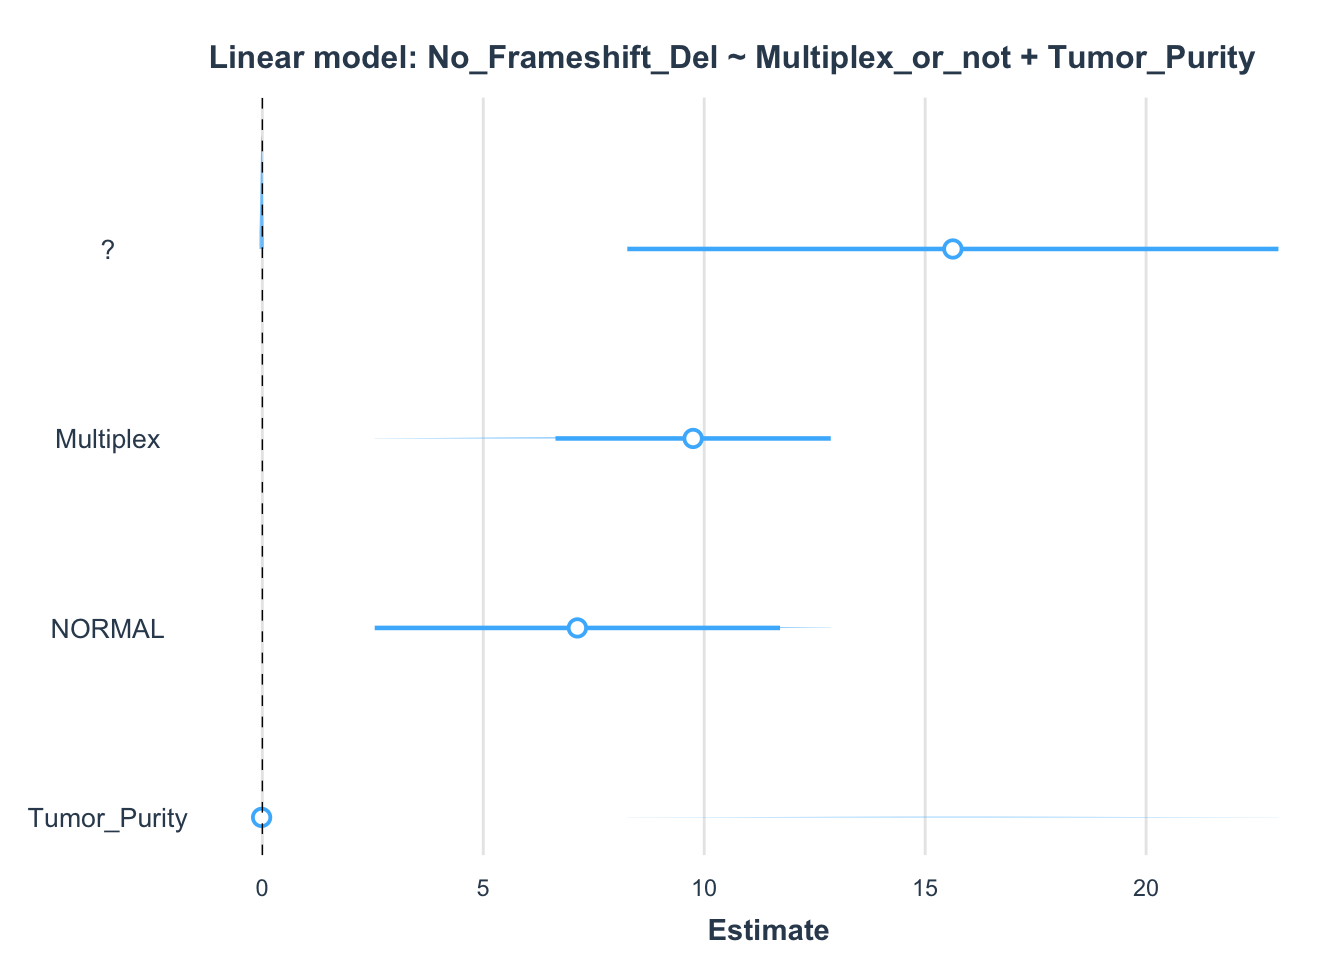 Linear model: No_Frameshift_Del ~ Multiplex_or_not + Tumor_Purity
?
Multiplex
NORMAL
Tumor_Purity
0 5 10 15 20
Estimate